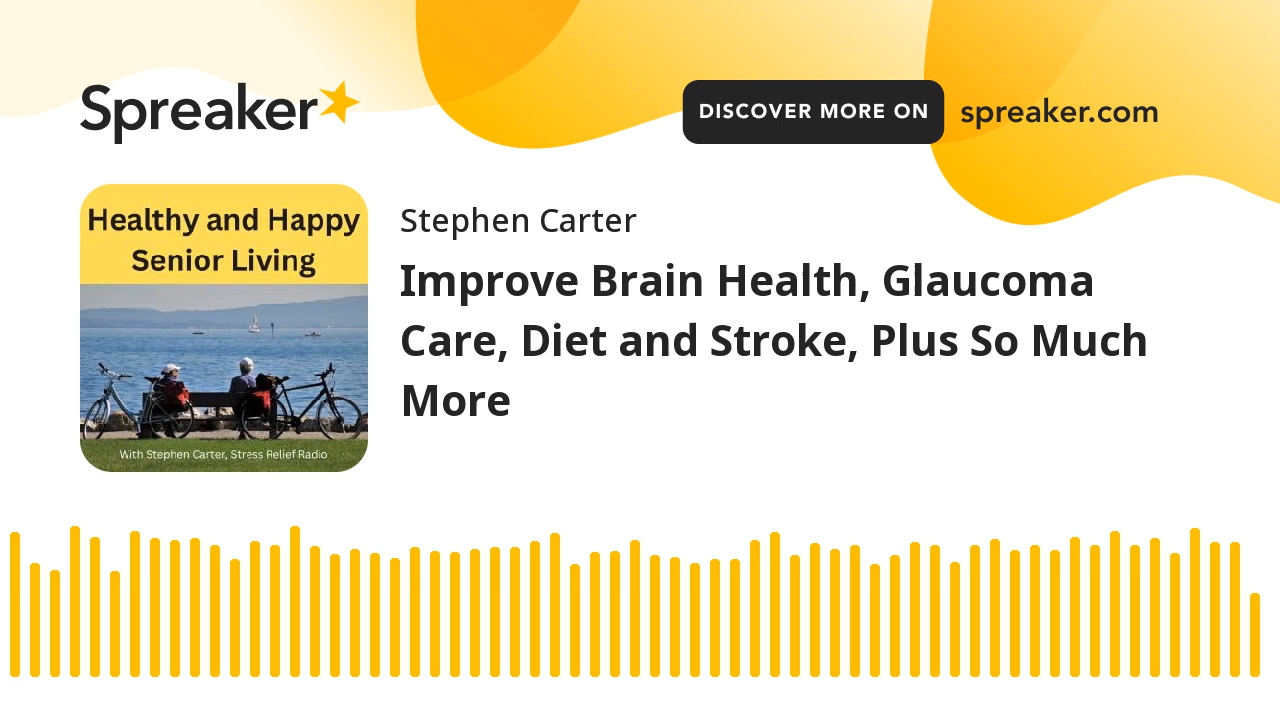 Spreaker
DISCOVER MORE ON
spreaker.com
Healthy and Happy
Senior Living
With Stephen Carter, Stress Relief Radio
Stephen Carter
Improve Brain Health, Glaucoma
Care, Diet and Stroke, Plus So Much
More